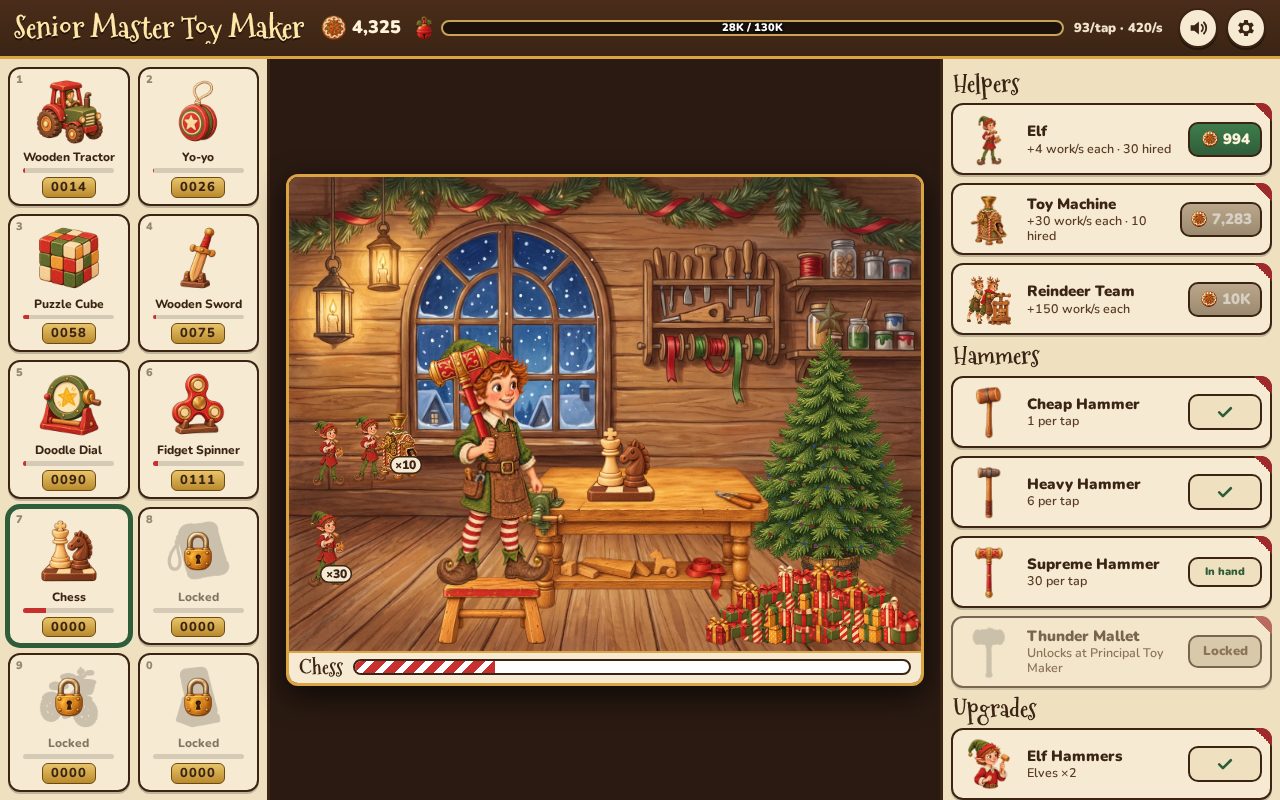 Senior Master Toy Maker
4,325
28K / 130K
93/tap · 420/s
1
Wooden Tractor
0014
2
Yo-yo
0026
3
Puzzle Cube
0058
4
Wooden Sword
0075
5
Doodle Dial
0090
6
Fidget Spinner
0111
7
Chess
0000
8
Locked
0000
9
Locked
0000
0
Locked
0000
×10
×30
Chess
Helpers
Elf
+4 work/s each · 30 hired
994
Toy Machine
+30 work/s each · 10
hired
7,283
Reindeer Team
+150 work/s each
10K
Hammers
Cheap Hammer
1 per tap
Heavy Hammer
6 per tap
Supreme Hammer
30 per tap
In hand
Thunder Mallet
Unlocks at Principal Toy
Maker
Locked
Upgrades
Elf Hammers
Elves ×2